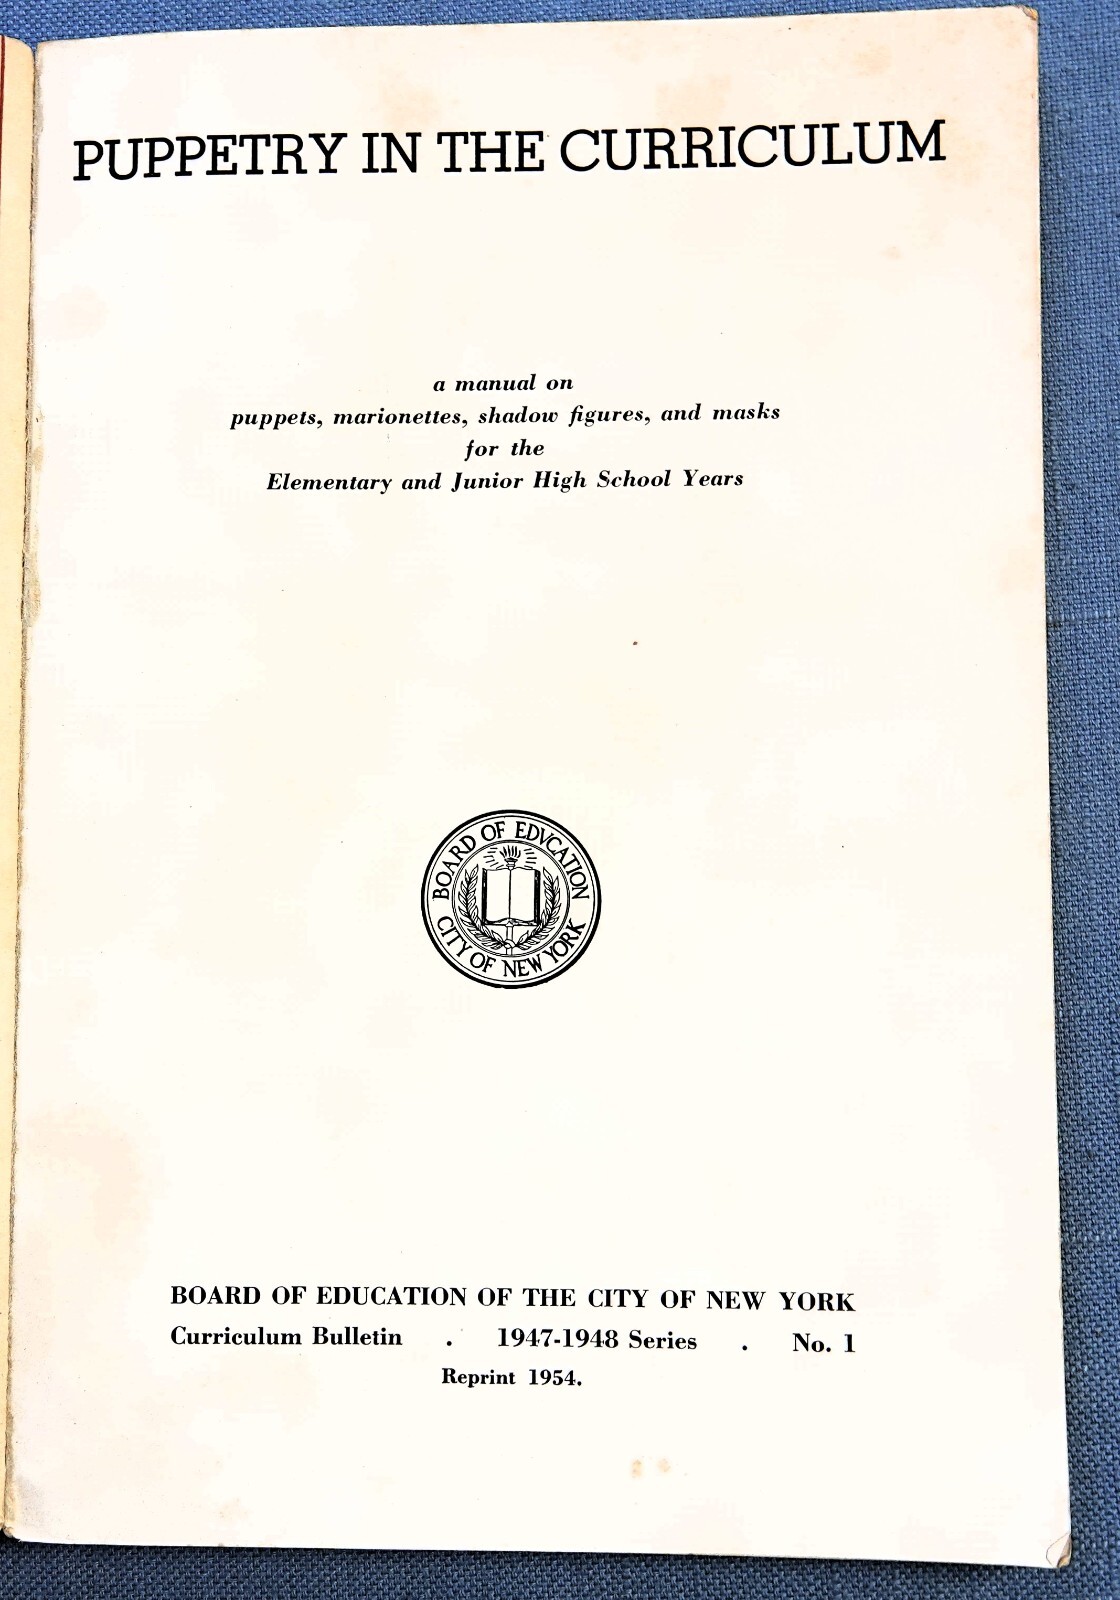 PUPPETRY IN THE CURRICULUM
a manual on
puppets, marionettes, shadow figures, and masks
for the
Elementary and Junior High School Years
BOARD OF EDVCATION
CITY OF NEW YORK
BOARD OF EDUCATION OF THE CITY OF NEW YORK
Curriculum Bulletin . 1947-1948 Series . No. 1
Reprint 1954.